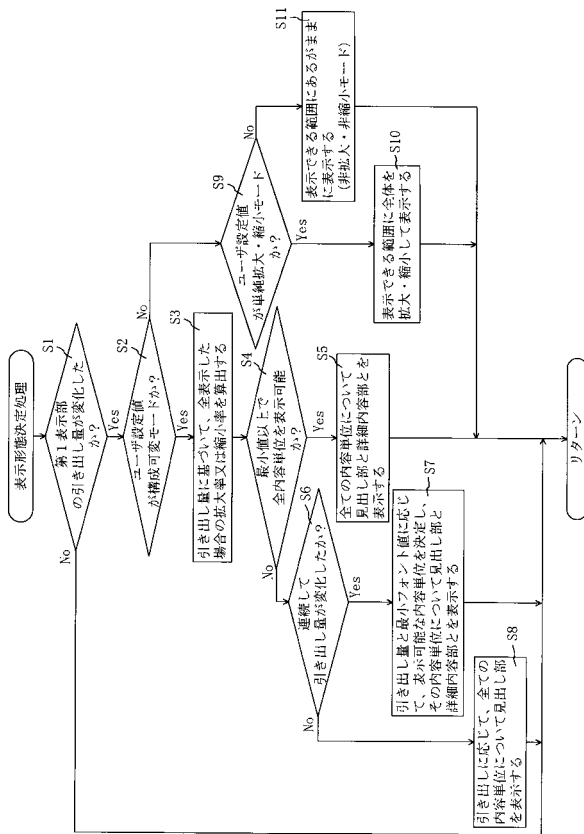 表示形態決定処理
S1
第1表示部
の引き出し量が変化した
か?
No
Yes
S2
ユーザ設定値
が構成可変モードか?
No
Yes
S3
引き出し量に基づいて、全表示した
場合の拡大率又は縮小率を算出する
S4
最小値以上で
全内容単位を表示可能
か?
No
Yes
S5
全ての内容単位について
見出し部と詳細内容部とを
表示する
S6
連続して
引き出し量が変化したか?
No
Yes
S7
引き出し量と最小フォント値に応じ
て、表示可能な内容単位を決定し、
その内容単位について見出し部と
詳細内容部とを表示する
S8
引き出しに応じて、全ての
内容単位について見出し部
を表示する
S9
ユーザ設定値
が単純拡大・縮小モード
か?
No
Yes
S10
表示できる範囲に全体を
拡大・縮小して表示する
S11
表示できる範囲にあるがまま
に表示する
(非拡大・非縮小モード)
リターン